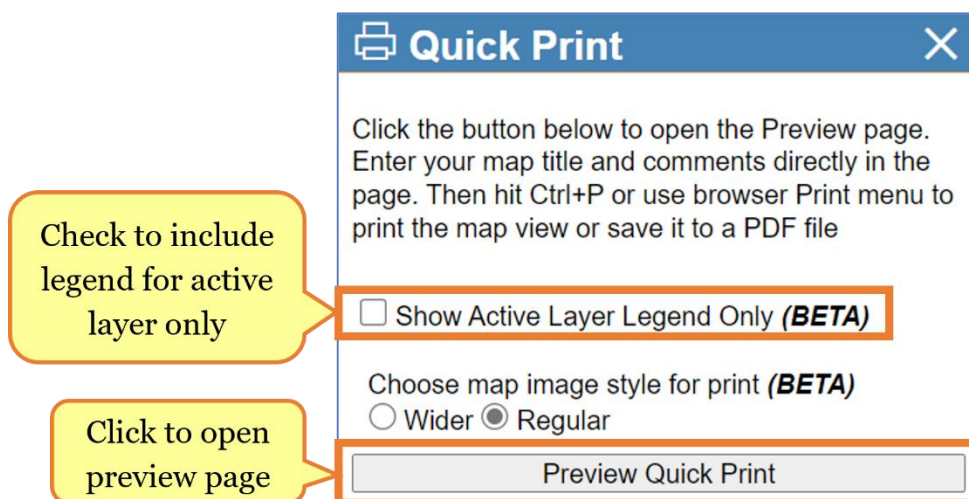 Quick Print
Click the button below to open the Preview page.
Enter your map title and comments directly in the
page. Then hit Ctrl+P or use browser Print menu to
print the map view or save it to a PDF file
Check to include
legend for active
layer only
Show Active Layer Legend Only (BETA)
Choose map image style for print (BETA)
Wider Regular
Click to open
preview page
Preview Quick Print